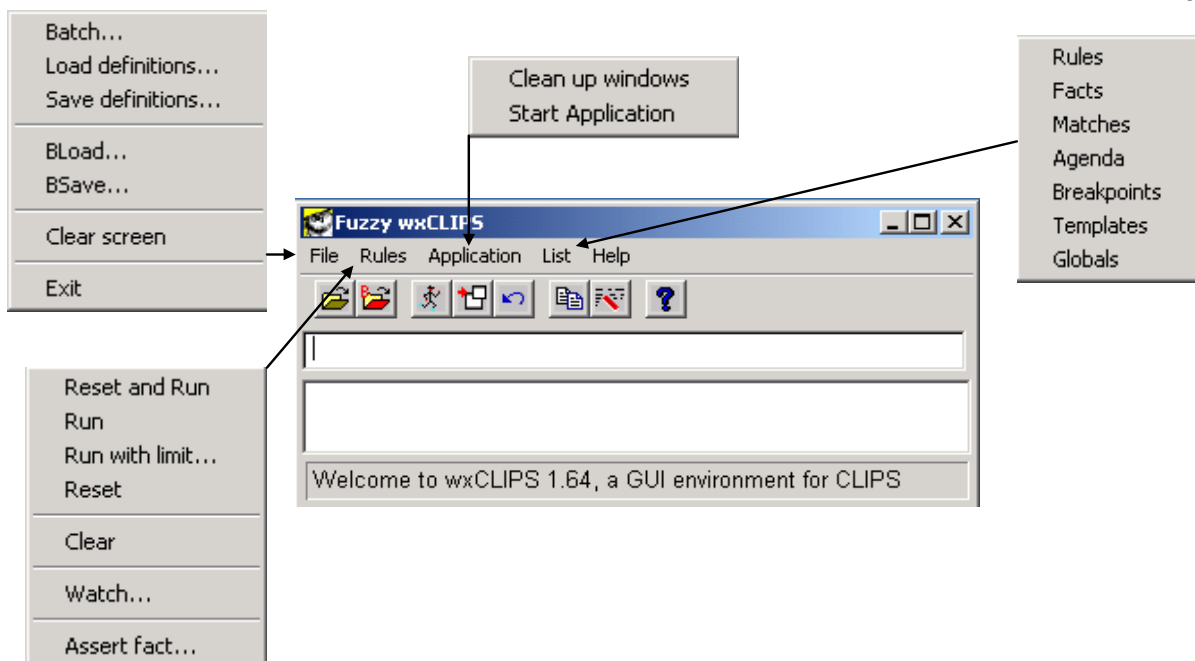 Batch...
Load definitions...
Save definitions...
BLoad...
BSave...
Clear screen
Exit
Clean up windows
Start Application
Rules
Facts
Matches
Agenda
Breakpoints
Templates
Globals
Fuzzy wxCLIPS
File Rules Application List Help
B
Welcome to wxCLIPS 1.64, a GUI environment for CLIPS
Reset and Run
Run
Run with limit...
Reset
Clear
Watch...
Assert fact...